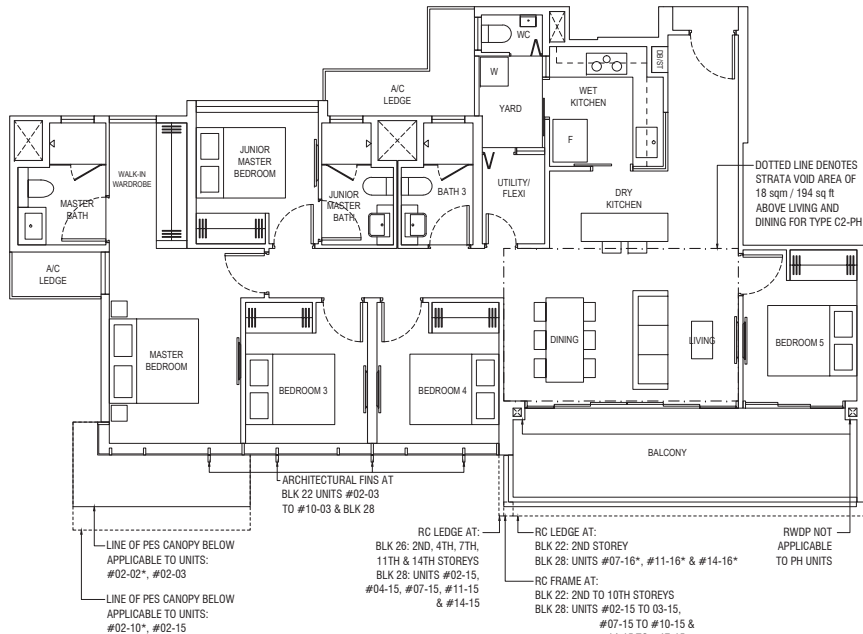 WC
W
YARD
A/C
LEDGE
WET
KITCHEN
DB/ST
F
JUNIOR
MASTER
BEDROOM
WALK-IN
WARDROBE
MASTER
BATH
JUNIOR
MASTER
BATH
BATH 3
UTILITY/
FLEXI
DRY
KITCHEN
DOTTED LINE DENOTES
STRATA VOID AREA OF
18 sqm / 194 sq ft
ABOVE LIVING AND
DINING FOR TYPE C2-PH
A/C
LEDGE
MASTER
BEDROOM
BEDROOM 3
BEDROOM 4
DINING
LIVING
BEDROOM 5
BALCONY
ARCHITECTURAL FINS AT
BLK 22 UNITS #02-03
TO #10-03 & BLK 28
LINE OF PES CANOPY BELOW
APPLICABLE TO UNITS:
#02-02*, #02-03
LINE OF PES CANOPY BELOW
APPLICABLE TO UNITS:
#02-10*, #02-15
RC LEDGE AT:
BLK 26: 2ND, 4TH, 7TH,
11TH & 14TH STOREYS
BLK 28: UNITS #02-15,
#04-15, #07-15, #11-15
& #14-15
RC LEDGE AT:
BLK 22: 2ND STOREY
BLK 28: UNITS #07-16*, #11-16* & #14-16*
RC FRAME AT:
BLK 22: 2ND TO 10TH STOREYS
BLK 28: UNITS #02-15 TO 03-15,
#07-15 TO #10-15 &
RWDP NOT
APPLICABLE
TO PH UNITS